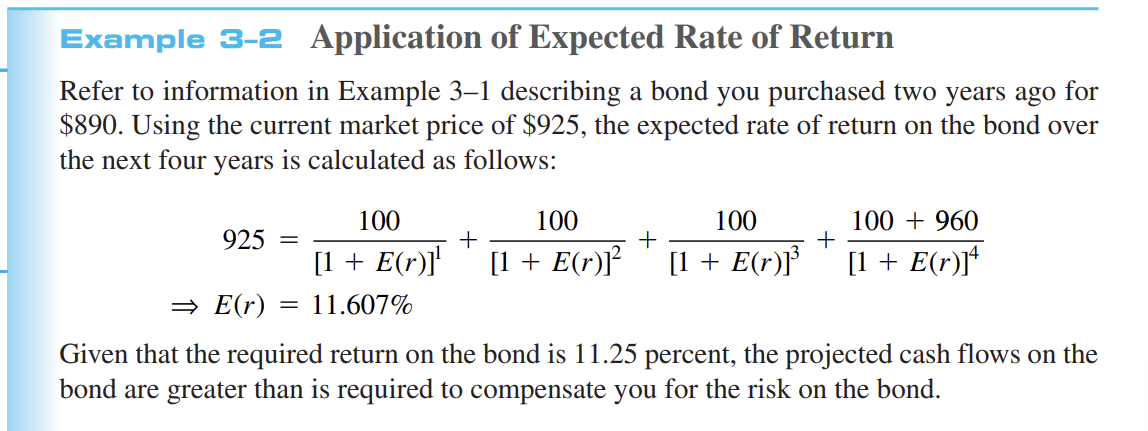 Example 3–2 Application of Expected Rate of Return
Refer to information in Example 3–1 describing a bond you purchased two years ago for
$890. Using the current market price of $925, the expected rate of return on the bond over
the next four years is calculated as follows:
925 = 100/[1 + E(r)]¹ + 100/[1 + E(r)]² + 100/[1 + E(r)]³ + (100 + 960)/[1 + E(r)]⁴
⇒ E(r) = 11.607%
Given that the required return on the bond is 11.25 percent, the projected cash flows on the
bond are greater than is required to compensate you for the risk on the bond.